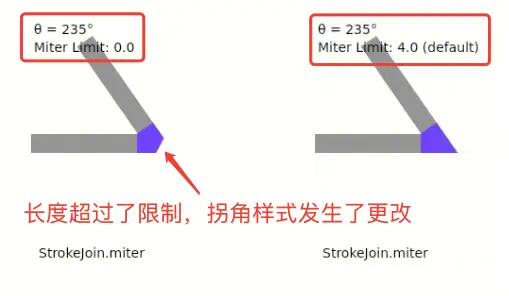 θ = 235°
Miter Limit: 0.0
θ = 235°
Miter Limit: 4.0 (default)
长度超过了限制，拐角样式发生了更改
StrokeJoin.miter
StrokeJoin.miter